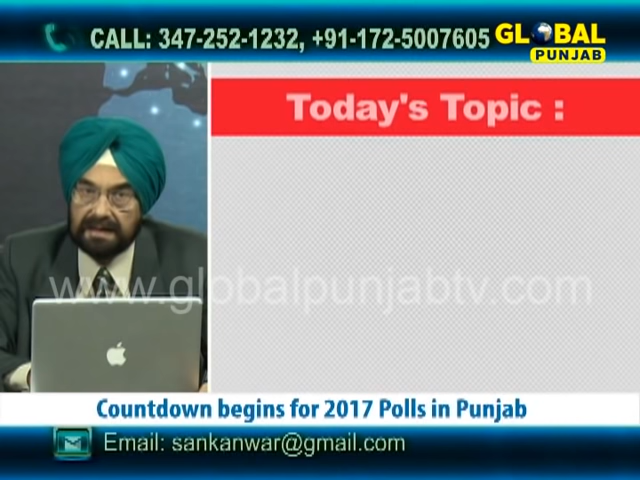 CALL: 347-252-1232, +91-172-5007605
GLOBAL
PUNJAB
Today's Topic :
www.globalpunjabtv.com
Countdown begins for 2017 Polls in Punjab
Email: sankanwar@gmail.com